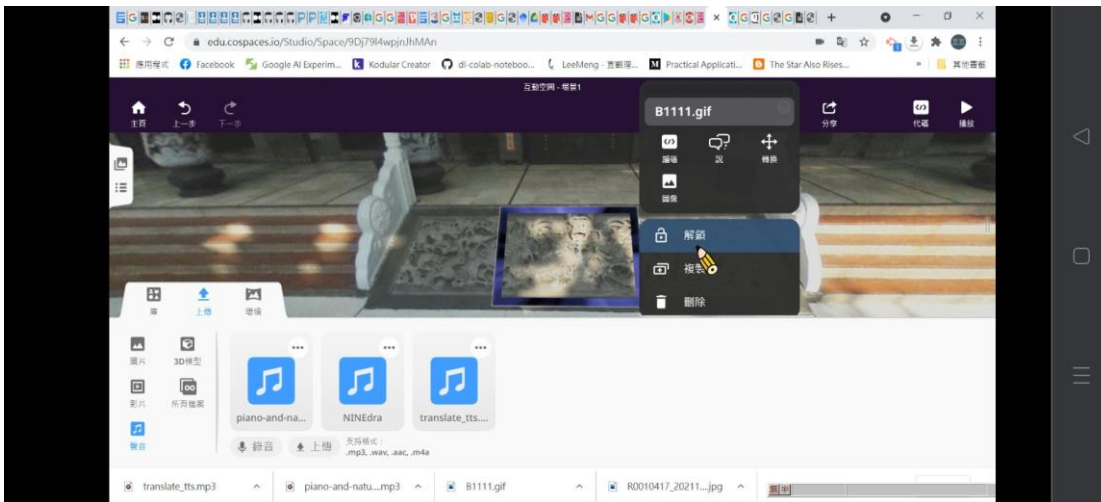 edu.cospaces.io/Studio/Space/9Dj79l4wpjnJhMAn
應用程式 Facebook Google AI Experim... Kodular Creator dl-colab-noteboo... LeeMeng - Practical Applicati... The Star Also Rises... » 其他書籤
互動空間 - 場景1
主頁 上一步 下一步 分享 代碼 播放
B1111.gif
編碼 說 轉換
圖像
解鎖
複製
刪除
庫 上傳 環境
圖片 3D模型
影片 所有檔案
聲音
piano-and-na... NINEdra translate_tts....
錄音 上傳 支持格式：
.mp3, .wav, .aac, .m4a
translate_tts.mp3 piano-and-natu....mp3 B1111.gif R0010417_20211....jpg